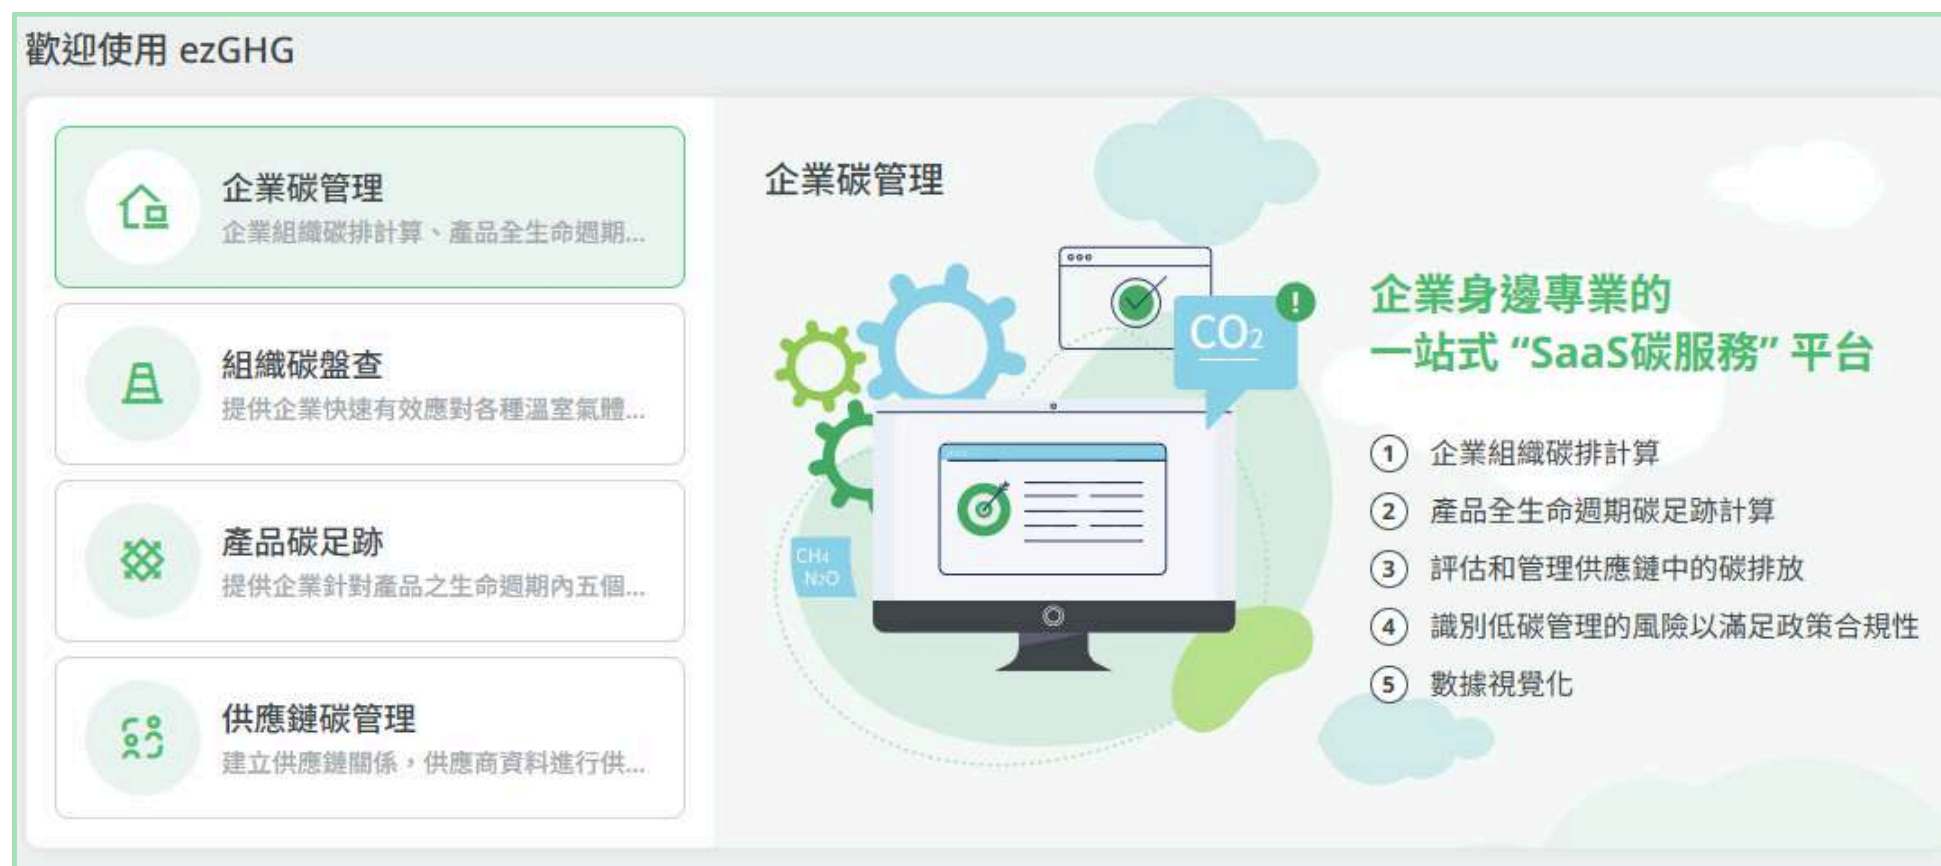 歡迎使用 ezGHG
企業碳管理
企業組織碳排計算、產品全生命週期...
組織碳盤查
提供企業快速有效應對各種溫室氣體...
產品碳足跡
提供企業針對產品之生命週期內五個...
供應鏈碳管理
建立供應鏈關係，供應商資料進行供...
企業碳管理
CO₂
!
CH₄
N₂O
企業身邊專業的
一站式 “SaaS碳服務” 平台
① 企業組織碳排計算
② 產品全生命週期碳足跡計算
③ 評估和管理供應鏈中的碳排放
④ 識別低碳管理的風險以滿足政策合規性
⑤ 數據視覺化